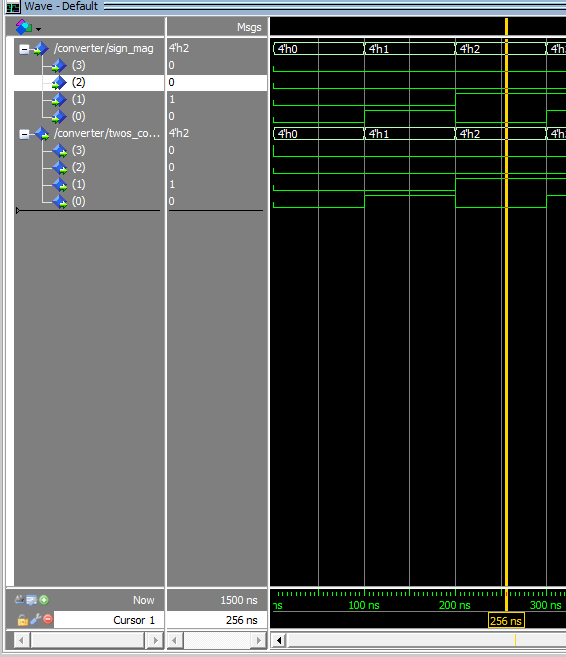 Wave - Default
Msgs
/converter/sign_mag 4'h2 4'h0 4'h1 4'h2
(3) 0
(2) 0
(1) 1
(0) 0
/converter/twos_co... 4'h2 4'h0 4'h1 4'h2
(3) 0
(2) 0
(1) 1
(0) 0
Now 1500 ns ns 100 ns 200 ns 300 ns
Cursor 1 256 ns 256 ns